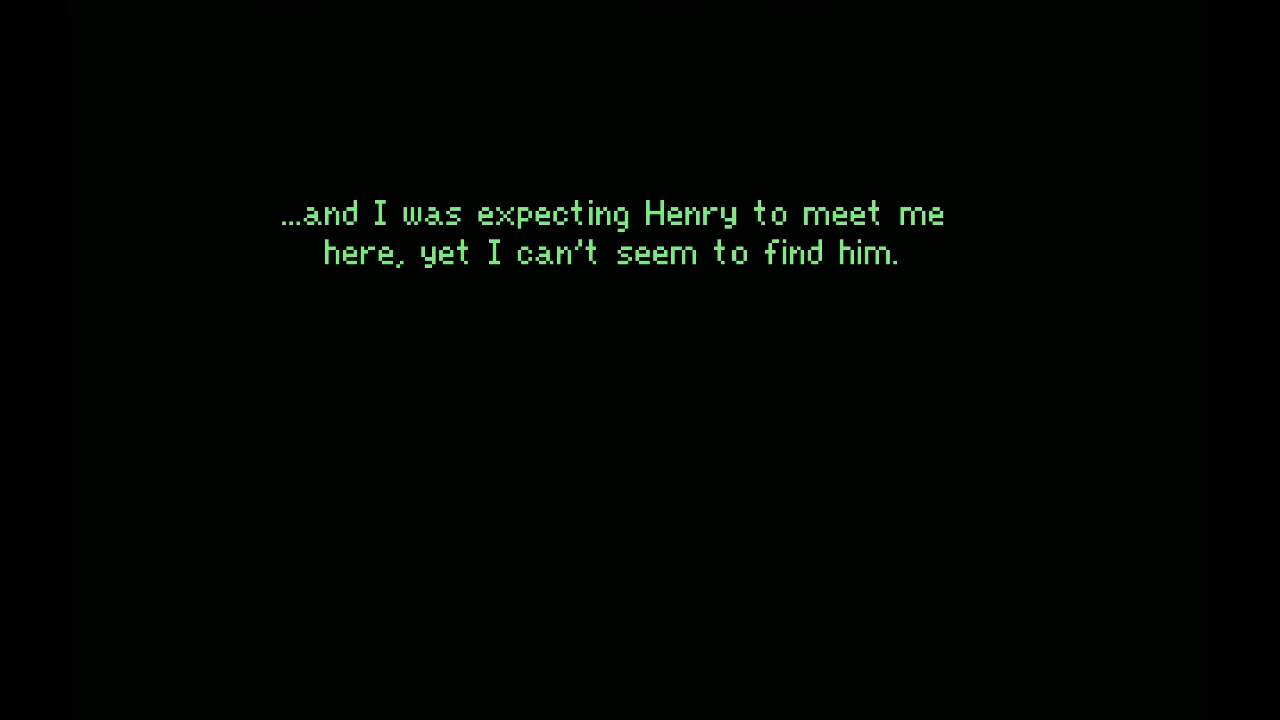 ...and I was expecting Henry to meet me
here, yet I can't seem to find him.